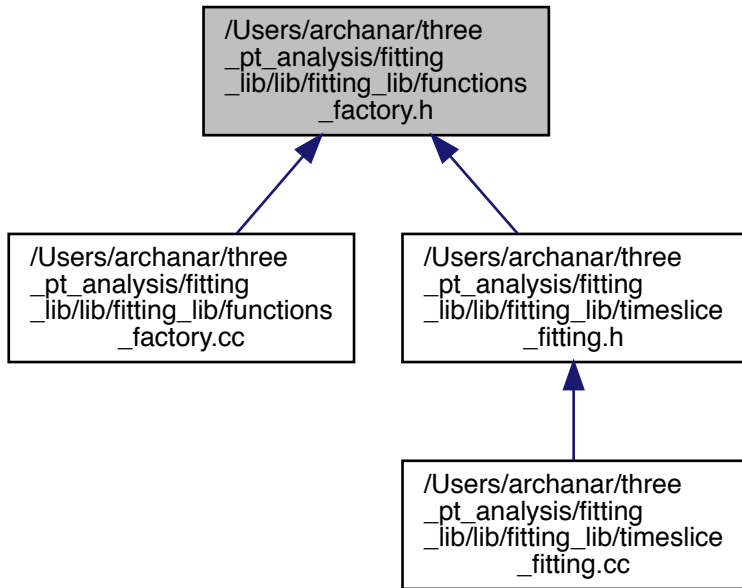 /Users/archanar/three
_pt_analysis/fitting
_lib/lib/fitting_lib/functions
_factory.h
/Users/archanar/three
_pt_analysis/fitting
_lib/lib/fitting_lib/functions
_factory.cc
/Users/archanar/three
_pt_analysis/fitting
_lib/lib/fitting_lib/timeslice
_fitting.h
/Users/archanar/three
_pt_analysis/fitting
_lib/lib/fitting_lib/timeslice
_fitting.cc